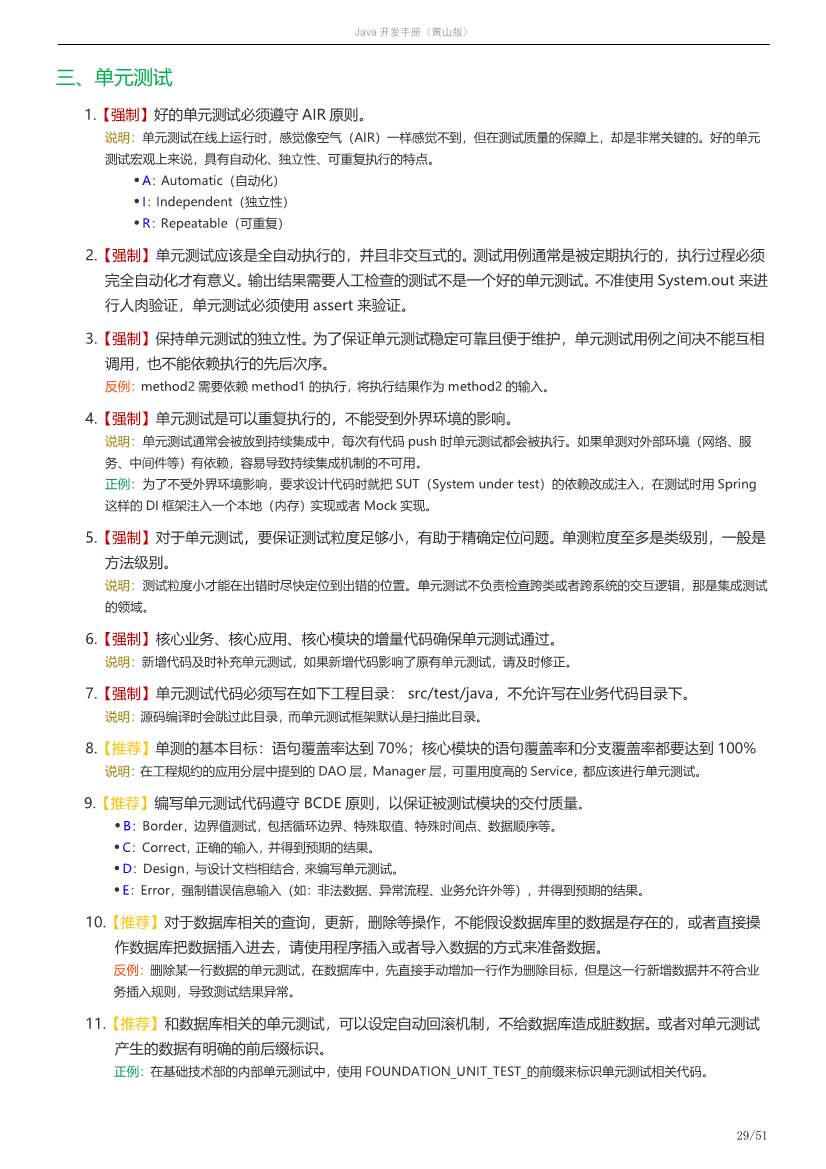 Java 开发手册（黄山版）
三、单元测试
1.【强制】好的单元测试必须遵守 AIR 原则。
说明：单元测试在线上运行时，感觉像空气（AIR）一样感觉不到，但在测试质量的保障上，却是非常关键的。好的单元
测试宏观上来说，具有自动化、独立性、可重复执行的特点。
• A：Automatic（自动化）
• I：Independent（独立性）
• R：Repeatable（可重复）
2.【强制】单元测试应该是全自动执行的，并且非交互式的。测试用例通常是被定期执行的，执行过程必须
完全自动化才有意义。输出结果需要人工检查的测试不是一个好的单元测试。不准使用 System.out 来进
行人肉验证，单元测试必须使用 assert 来验证。
3.【强制】保持单元测试的独立性。为了保证单元测试稳定可靠且便于维护，单元测试用例之间决不能互相
调用，也不能依赖执行的先后次序。
反例：method2 需要依赖 method1 的执行，将执行结果作为 method2 的输入。
4.【强制】单元测试是可以重复执行的，不能受到外界环境的影响。
说明：单元测试通常会被放到持续集成中，每次有代码 push 时单元测试都会被执行。如果单测对外部环境（网络、服
务、中间件等）有依赖，容易导致持续集成机制的不可用。
正例：为了不受外界环境影响，要求设计代码时就把 SUT（System under test）的依赖改成注入，在测试时用 Spring
这样的 DI 框架注入一个本地（内存）实现或者 Mock 实现。
5.【强制】对于单元测试，要保证测试粒度足够小，有助于精确定位问题。单测粒度至多是类级别，一般是
方法级别。
说明：测试粒度小才能在出错时尽快定位到出错的位置。单元测试不负责检查跨类或者跨系统的交互逻辑，那是集成测试
的领域。
6.【强制】核心业务、核心应用、核心模块的增量代码确保单元测试通过。
说明：新增代码及时补充单元测试，如果新增代码影响了原有单元测试，请及时修正。
7.【强制】单元测试代码必须写在如下工程目录： src/test/java，不允许写在业务代码目录下。
说明：源码编译时会跳过此目录，而单元测试框架默认是扫描此目录。
8.【推荐】单测的基本目标：语句覆盖率达到 70%；核心模块的语句覆盖率和分支覆盖率都要达到 100%
说明：在工程规约的应用分层中提到的 DAO 层，Manager 层，可重用度高的 Service，都应该进行单元测试。
9.【推荐】编写单元测试代码遵守 BCDE 原则，以保证被测试模块的交付质量。
• B：Border，边界值测试，包括循环边界、特殊取值、特殊时间点、数据顺序等。
• C：Correct，正确的输入，并得到预期的结果。
• D：Design，与设计文档相结合，来编写单元测试。
• E：Error，强制错误信息输入（如：非法数据、异常流程、业务允许外等），并得到预期的结果。
10.【推荐】对于数据库相关的查询，更新，删除等操作，不能假设数据库里的数据是存在的，或者直接操
作数据库把数据插入进去，请使用程序插入或者导入数据的方式来准备数据。
反例：删除某一行数据的单元测试，在数据库中，先直接手动增加一行作为删除目标，但是这一行新增数据并不符合业
务插入规则，导致测试结果异常。
11.【推荐】和数据库相关的单元测试，可以设定自动回滚机制，不给数据库造成脏数据。或者对单元测试
产生的数据有明确的前后缀标识。
正例：在基础技术部的内部单元测试中，使用 FOUNDATION_UNIT_TEST_的前缀来标识单元测试相关代码。
29/51